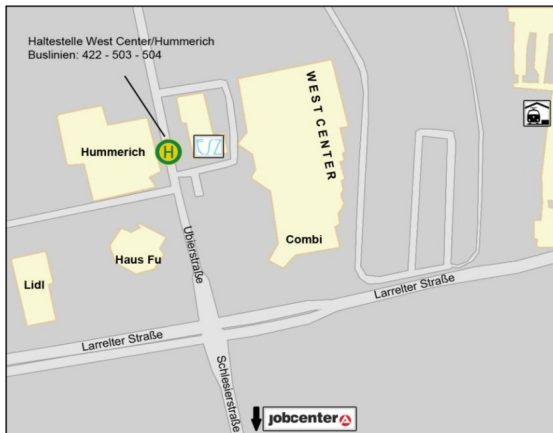 Haltestelle West Center/Hummerich
Buslinien: 422 - 503 - 504
WEST CENTER
Hummerich
H
Ubierstraße
Haus Fu
Combi
Lidl
Larrelter Straße
Larrelter Straße
Schlesierstraße
jobcenter